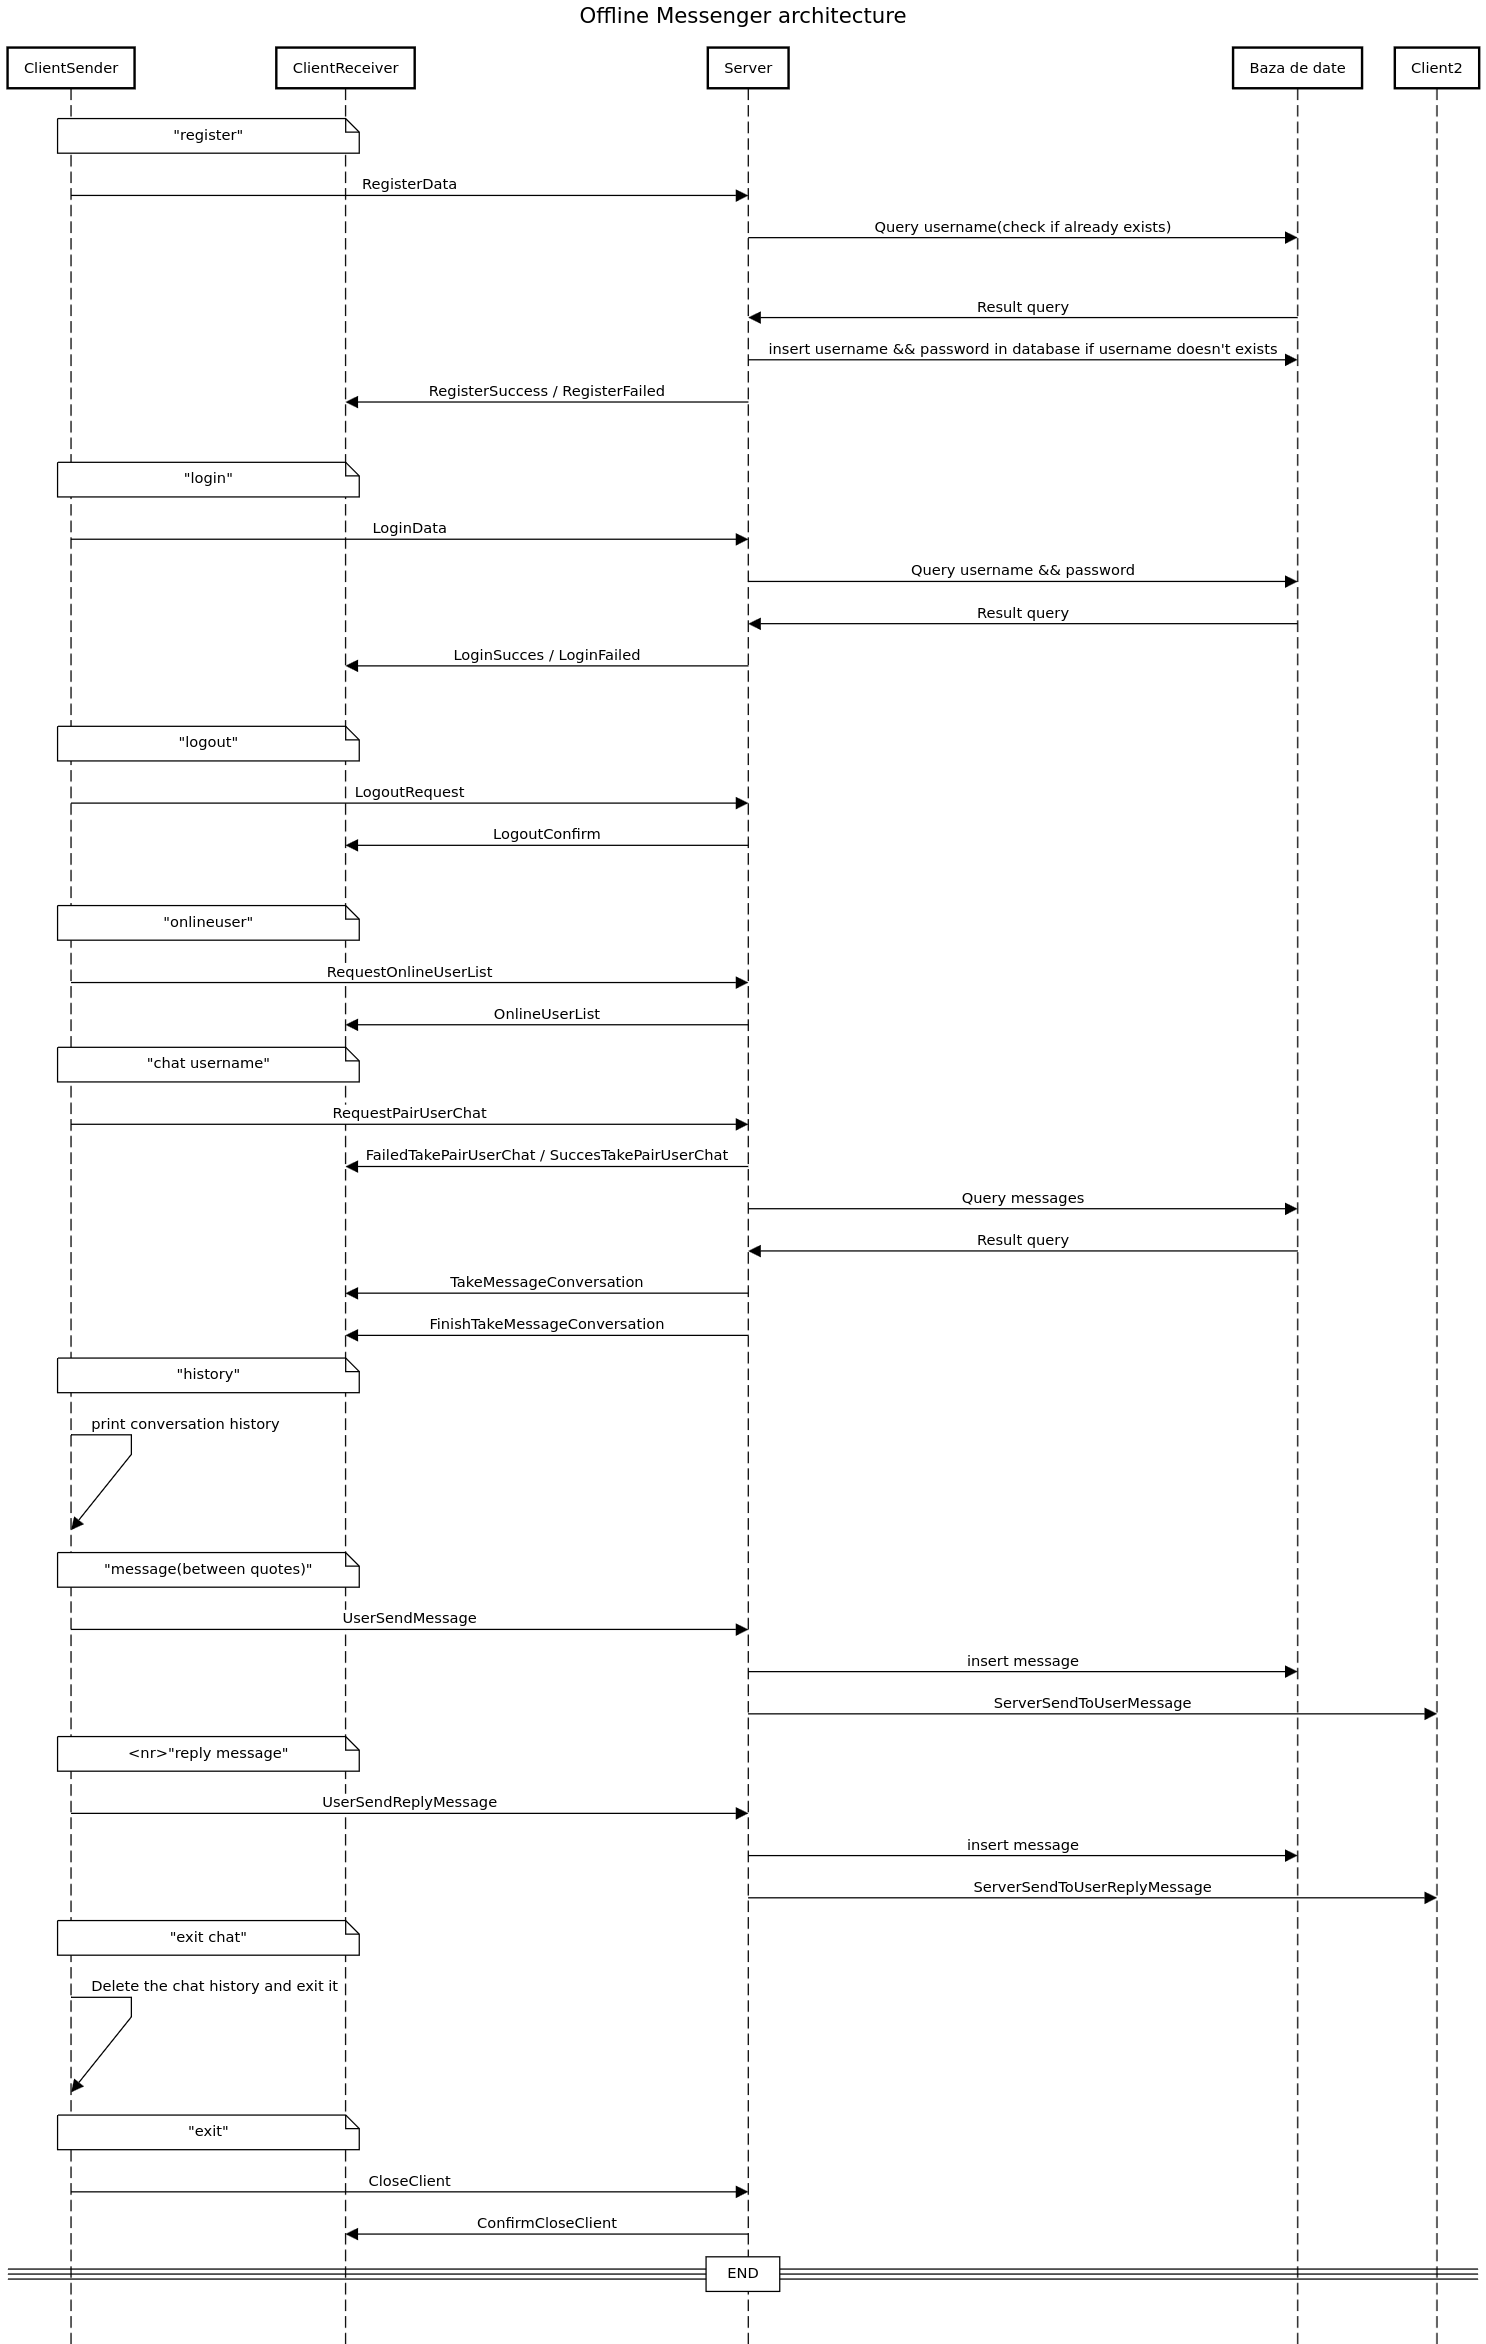 Offline Messenger architecture
ClientSender
ClientReceiver
Server
Baza de date
Client2
"register"
RegisterData
Query username(check if already exists)
Result query
insert username && password in database if username doesn't exists
RegisterSuccess / RegisterFailed
"login"
LoginData
Query username && password
Result query
LoginSucces / LoginFailed
"logout"
LogoutRequest
LogoutConfirm
"onlineuser"
RequestOnlineUserList
OnlineUserList
"chat username"
RequestPairUserChat
FailedTakePairUserChat / SuccesTakePairUserChat
Query messages
Result query
TakeMessageConversation
FinishTakeMessageConversation
"history"
print conversation history
"message(between quotes)"
UserSendMessage
insert message
ServerSendToUserMessage
<nr>"reply message"
UserSendReplyMessage
insert message
ServerSendToUserReplyMessage
"exit chat"
Delete the chat history and exit it
"exit"
CloseClient
ConfirmCloseClient
END